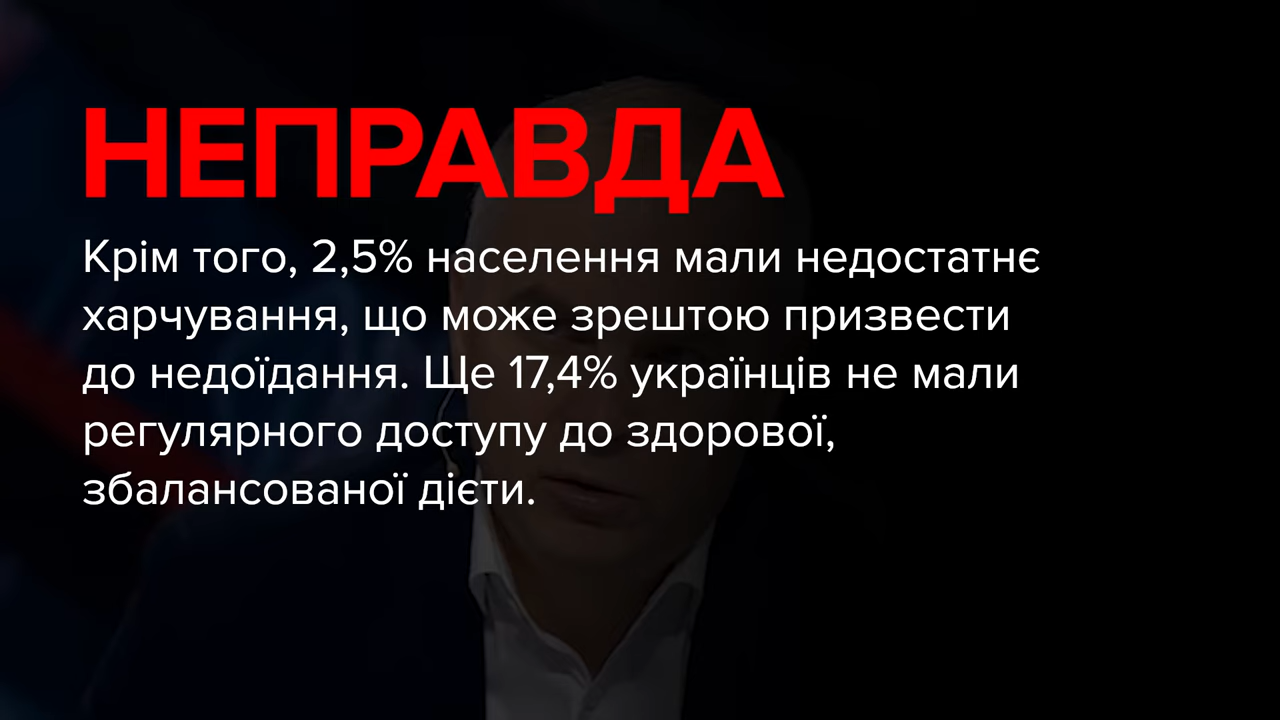 НЕПРАВДА
Крім того, 2,5% населення мали недостатнє
харчування, що може зрештою призвести
до недоїдання. Ще 17,4% українців не мали
регулярного доступу до здорової,
збалансованої дієти.